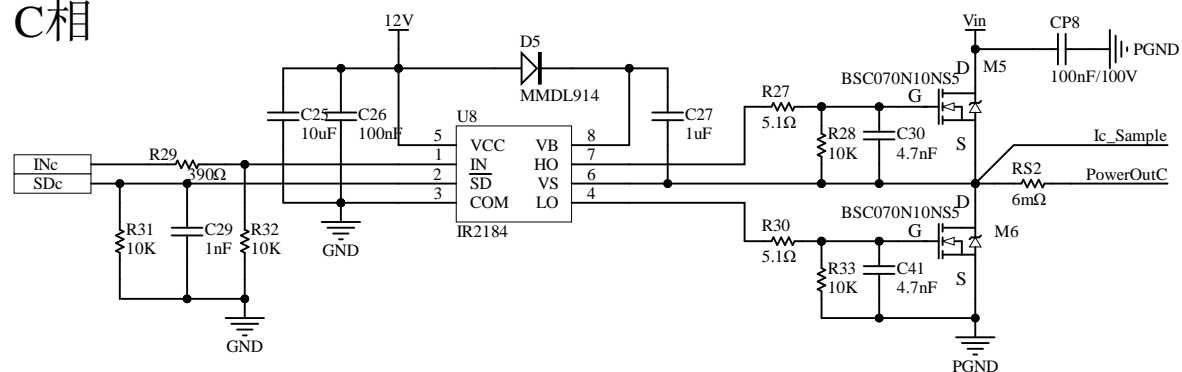 C相
12V
Vin
CP8
PGND
100nF/100V
D5
MMDL914
D
M5
BSC070N10NS5
G
S
C25
10uF
C26
100nF
U8
C27
1uF
R27
5.1Ω
R28
10K
C30
4.7nF
5
VCC
VB
8
1
IN
HO
7
2
SD
VS
6
3
COM
LO
4
IR2184
INc
SDc
R29
390Ω
Ic_Sample
RS2
6mΩ
PowerOutC
R31
10K
C29
1nF
R32
10K
GND
GND
D
BSC070N10NS5
G
M6
S
R30
5.1Ω
R33
10K
C41
4.7nF
PGND